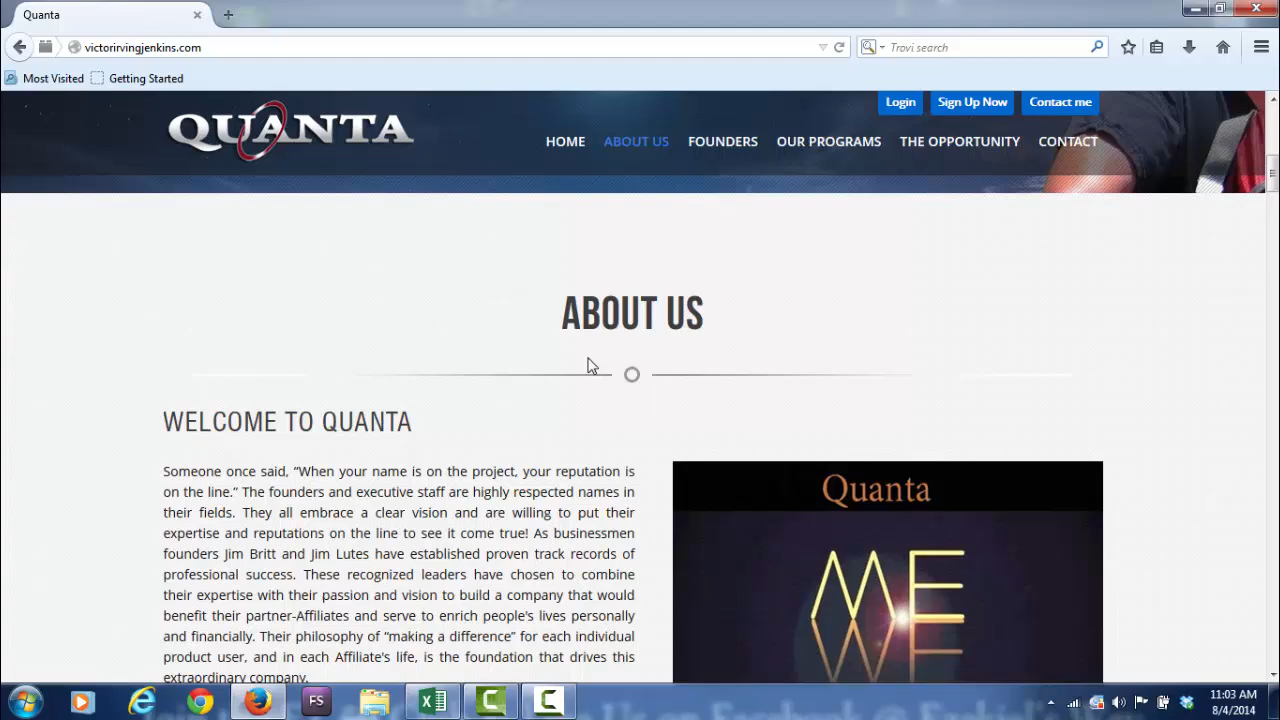 Quanta
victorirvingjenkins.com
Trovi search
Most Visited
Getting Started
Login
Sign Up Now
Contact me
QUANTA
HOME
ABOUT US
FOUNDERS
OUR PROGRAMS
THE OPPORTUNITY
CONTACT
ABOUT US
WELCOME TO QUANTA
Someone once said, “When your name is on the project, your reputation is
on the line.” The founders and executive staff are highly respected names in
their fields. They all embrace a clear vision and are willing to put their
expertise and reputations on the line to see it come true! As businessmen
founders Jim Britt and Jim Lutes have established proven track records of
professional success. These recognized leaders have chosen to combine
their expertise with their passion and vision to build a company that would
benefit their partner-Affiliates and serve to enrich people's lives personally
and financially. Their philosophy of “making a difference” for each individual
product user, and in each Affiliate's life, is the foundation that drives this
extraordinary company.
Quanta
ME
FS
11:03 AM
8/4/2014